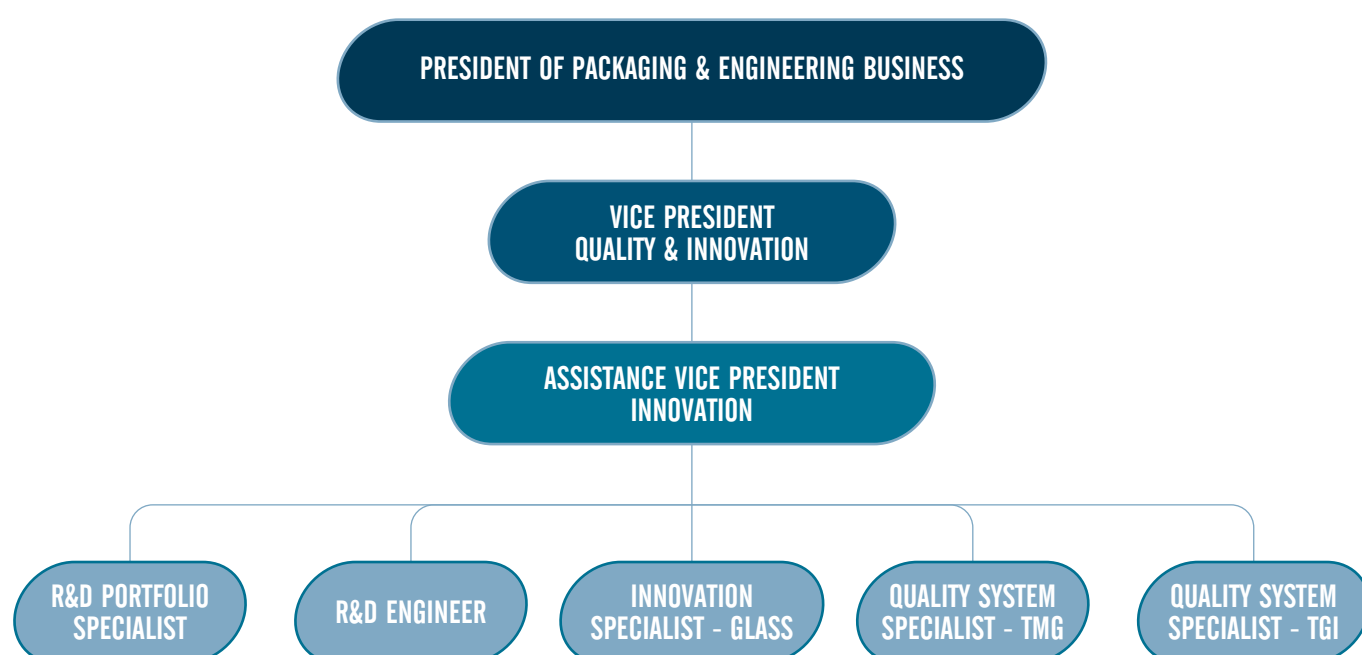 PRESIDENT OF PACKAGING & ENGINEERING BUSINESS
VICE PRESIDENT
QUALITY & INNOVATION
ASSISTANCE VICE PRESIDENT
INNOVATION
R&D PORTFOLIO
SPECIALIST
R&D ENGINEER
INNOVATION
SPECIALIST - GLASS
QUALITY SYSTEM
SPECIALIST - TMG
QUALITY SYSTEM
SPECIALIST - TGI